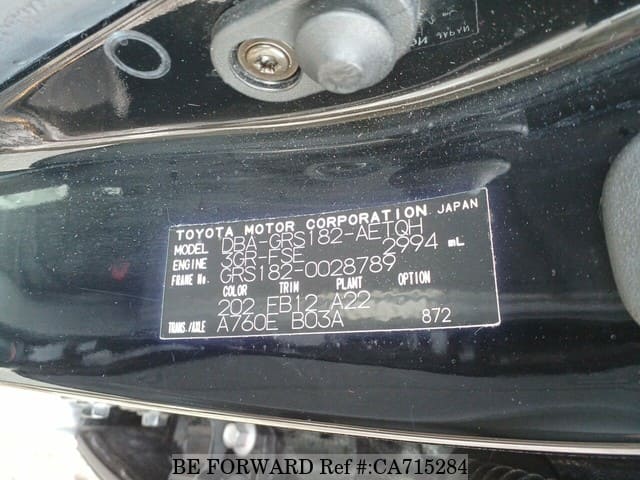 TOYOTA MOTOR CORPORATION. JAPAN
MODEL DBA-GRS182-AETQH
ENGINE 3GR-FSE 2994 mL
FRAME No. GRS182-0028789
COLOR TRIM PLANT OPTION
202 FB12 A22
TRANS./AXLE A760E B03A 872
BE FORWARD Ref #:CA715284